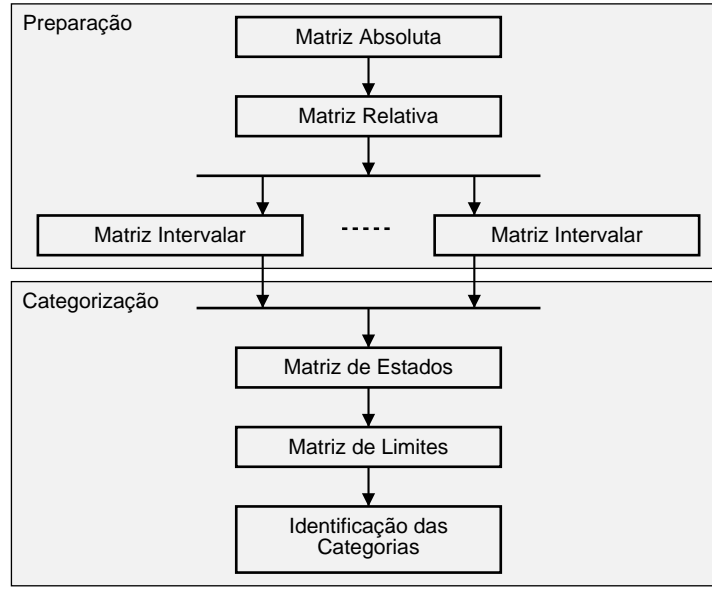 Preparação
Matriz Absoluta
Matriz Relativa
Matriz Intervalar
Matriz Intervalar
Categorização
Matriz de Estados
Matriz de Limites
Identificação das
Categorias